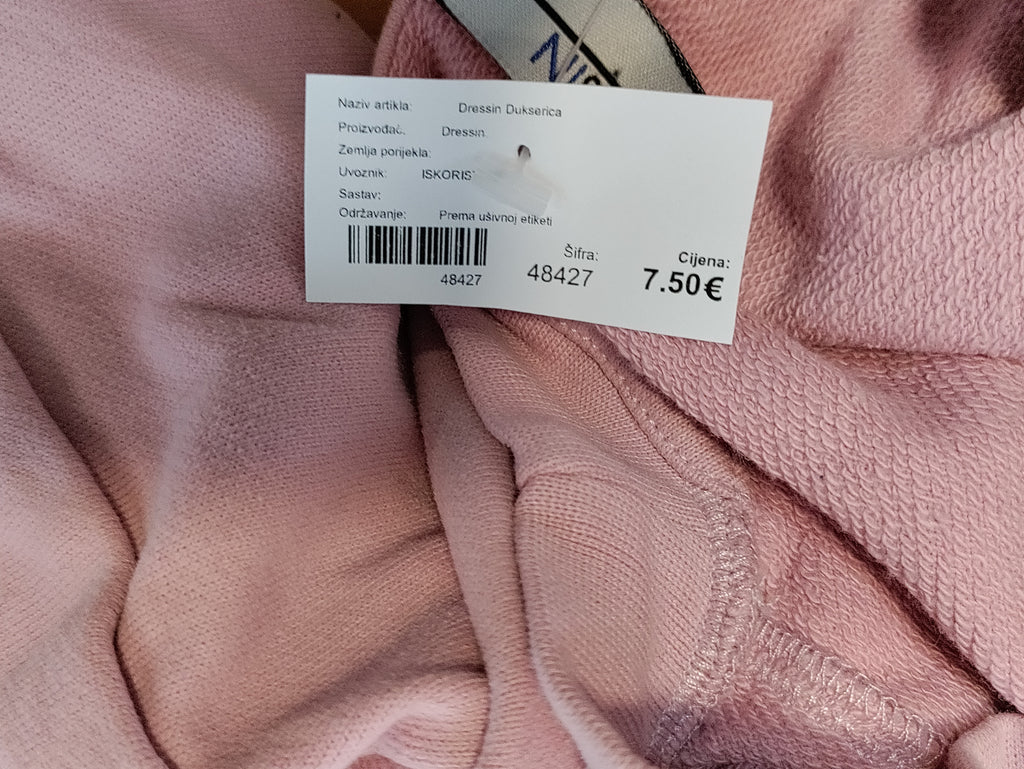 Naziv artikla: Dressin Dukserica
Proizvođač. Dressin.
Zemlja porijekla:
Uvoznik: ISKORIS
Sastav:
Održavanje: Prema ušivnoj etiketi
48427
Šifra:
48427
Cijena:
7.50€